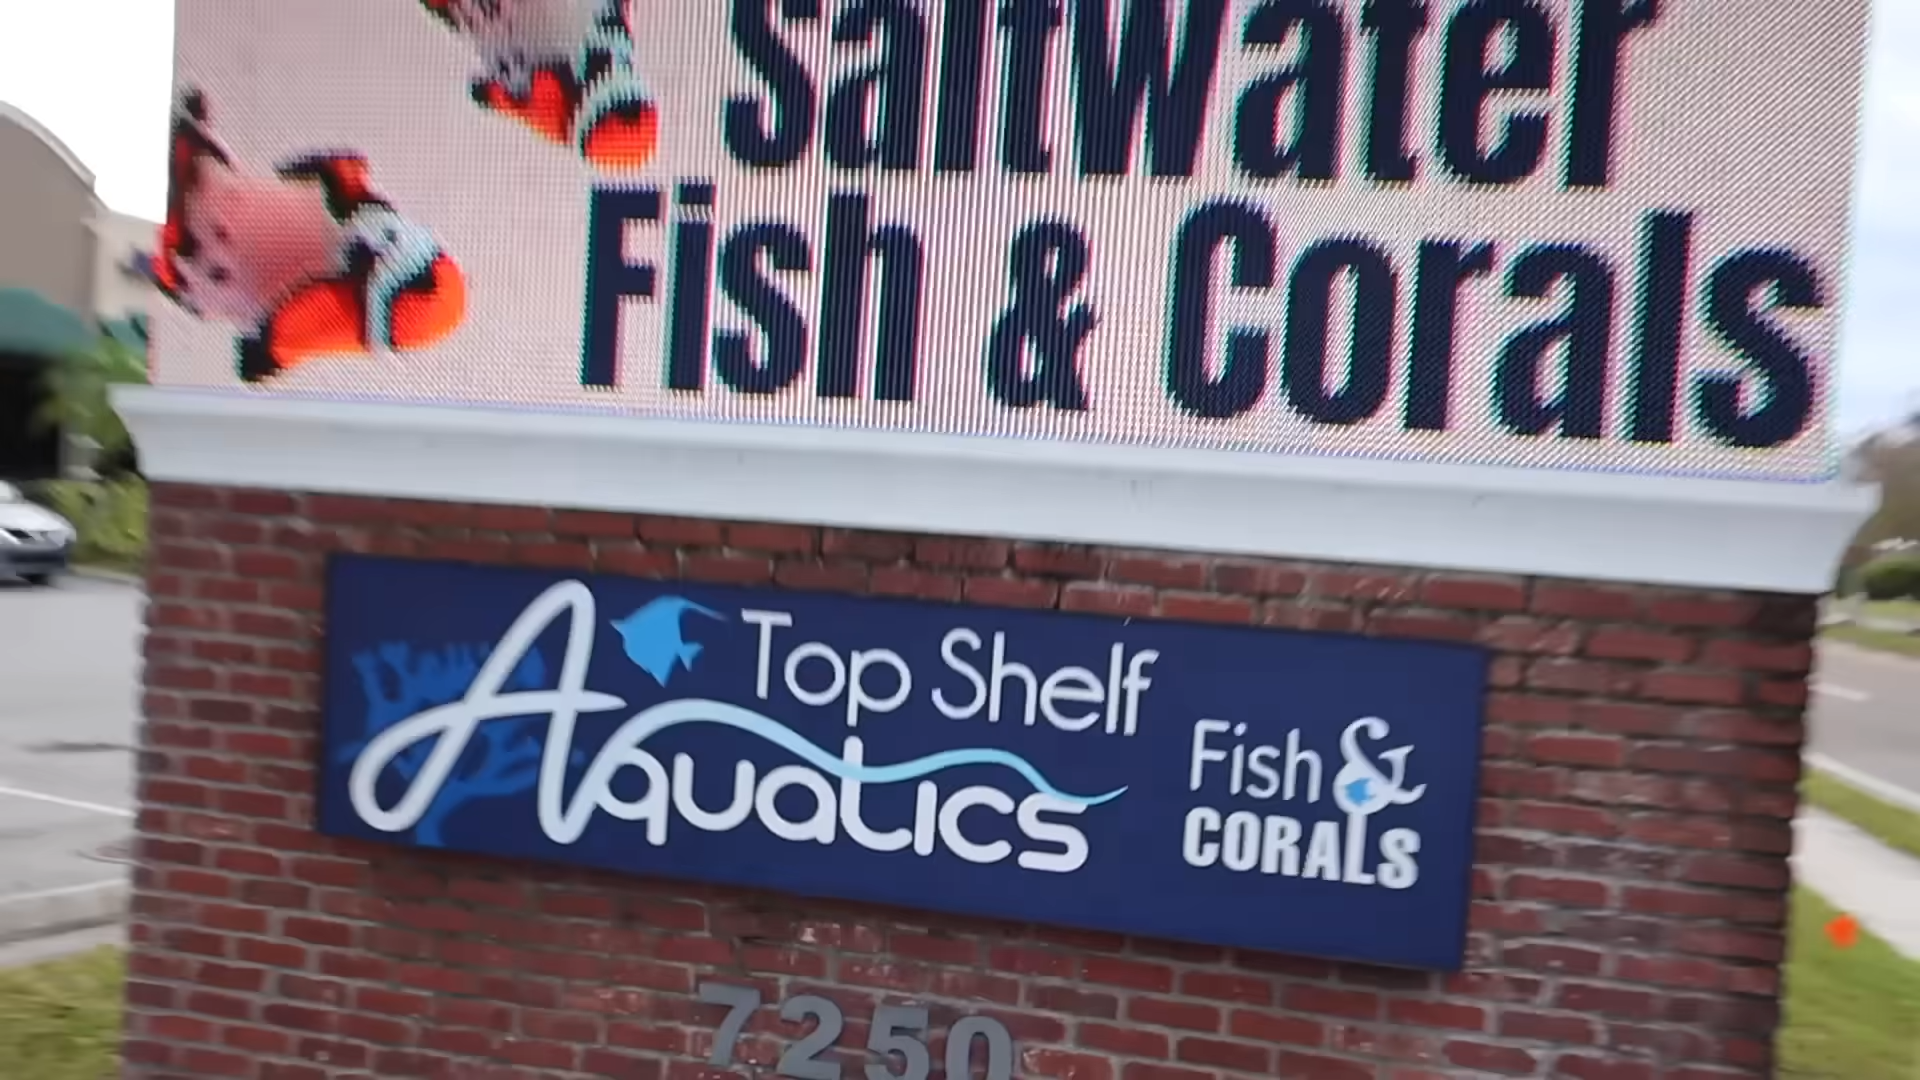 Saltwater
Fish & Corals
Top Shelf
Aquatics
Fish &
CORALS
7250